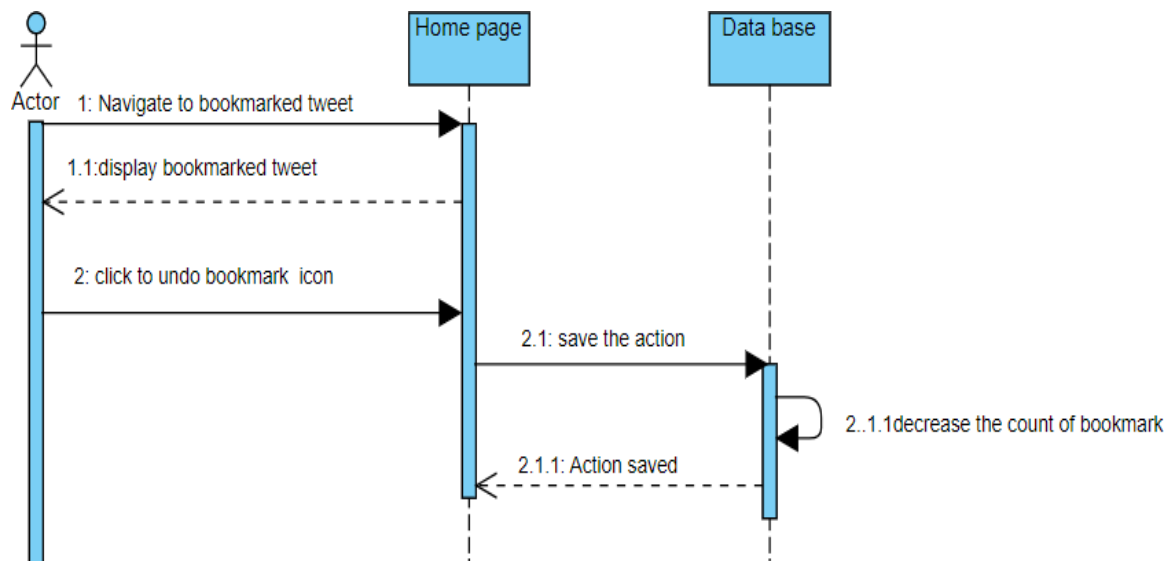 Home page
Data base
Actor
1: Navigate to bookmarked tweet
1.1:display bookmarked tweet
2: click to undo bookmark icon
2.1: save the action
2..1.1decrease the count of bookmark
2.1.1: Action saved